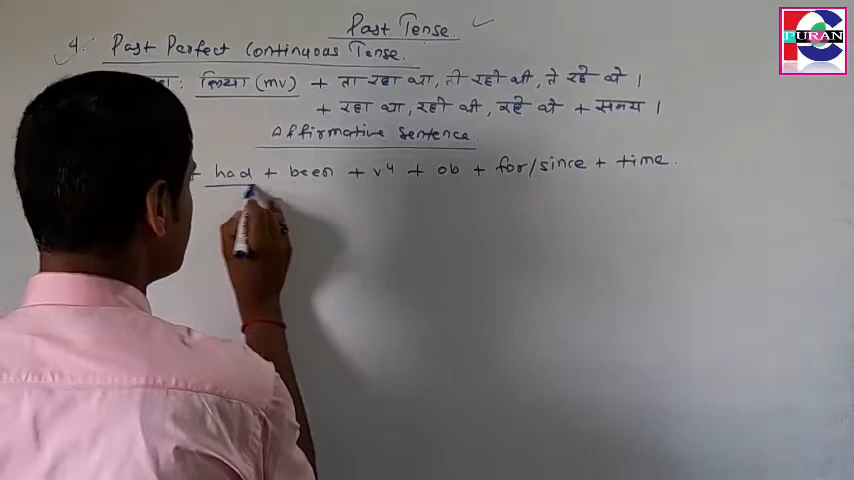 Past Tense.
4. Past Perfect Continuous Tense.
: क्रिया (mv) + ता रहा था, ती रही थी, ते रहे थे ।
+ रहा था, रही थी, रहे थे + समय ।
Affirmative Sentence.
+ had + been + v4 + ob + for/since + time.
PURAN